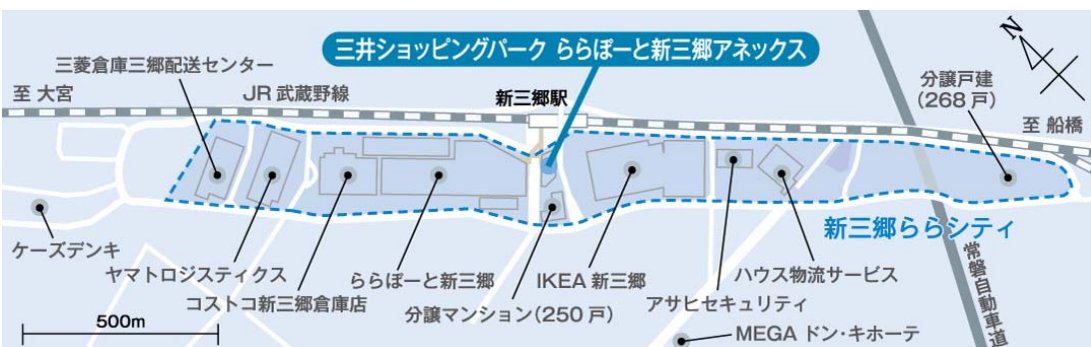 三井ショッピングパーク ららぽーと新三郷アネックス
N
三菱倉庫三郷配送センター
分譲戸建
(268戸)
至 大宮
JR 武蔵野線
新三郷駅
至 船橋
新三郷ららシティ
ケーズデンキ
ヤマトロジスティクス
ららぽーと新三郷
IKEA 新三郷
ハウス物流サービス
コストコ新三郷倉庫店
分譲マンション(250戸)
アサヒセキュリティ
常磐自動車道
500m
MEGA ドン・キホーテ